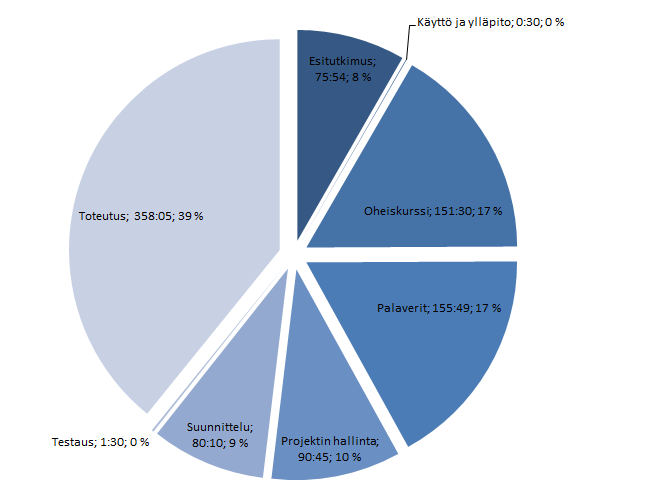 Käyttö ja ylläpito; 0:30; 0 %
Esitutkimus;
75:54; 8 %
Oheiskurssi; 151:30; 17 %
Palaverit; 155:49; 17 %
Projektin hallinta;
90:45; 10 %
Suunnittelu;
80:10; 9 %
Testaus; 1:30; 0 %
Toteutus; 358:05; 39 %